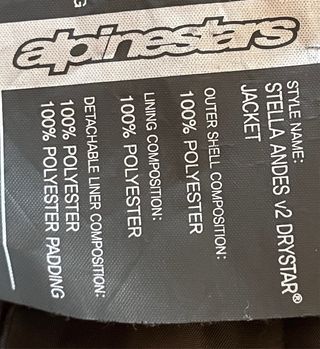 alpinestars
STYLE NAME:
STELLA ANDES v2 DRYSTAR®
JACKET
OUTER SHELL COMPOSITION:
100% POLYESTER
LINING COMPOSITION:
100% POLYESTER
DETACHABLE LINER COMPOSITION:
100% POLYESTER
100% POLYESTER PADDING